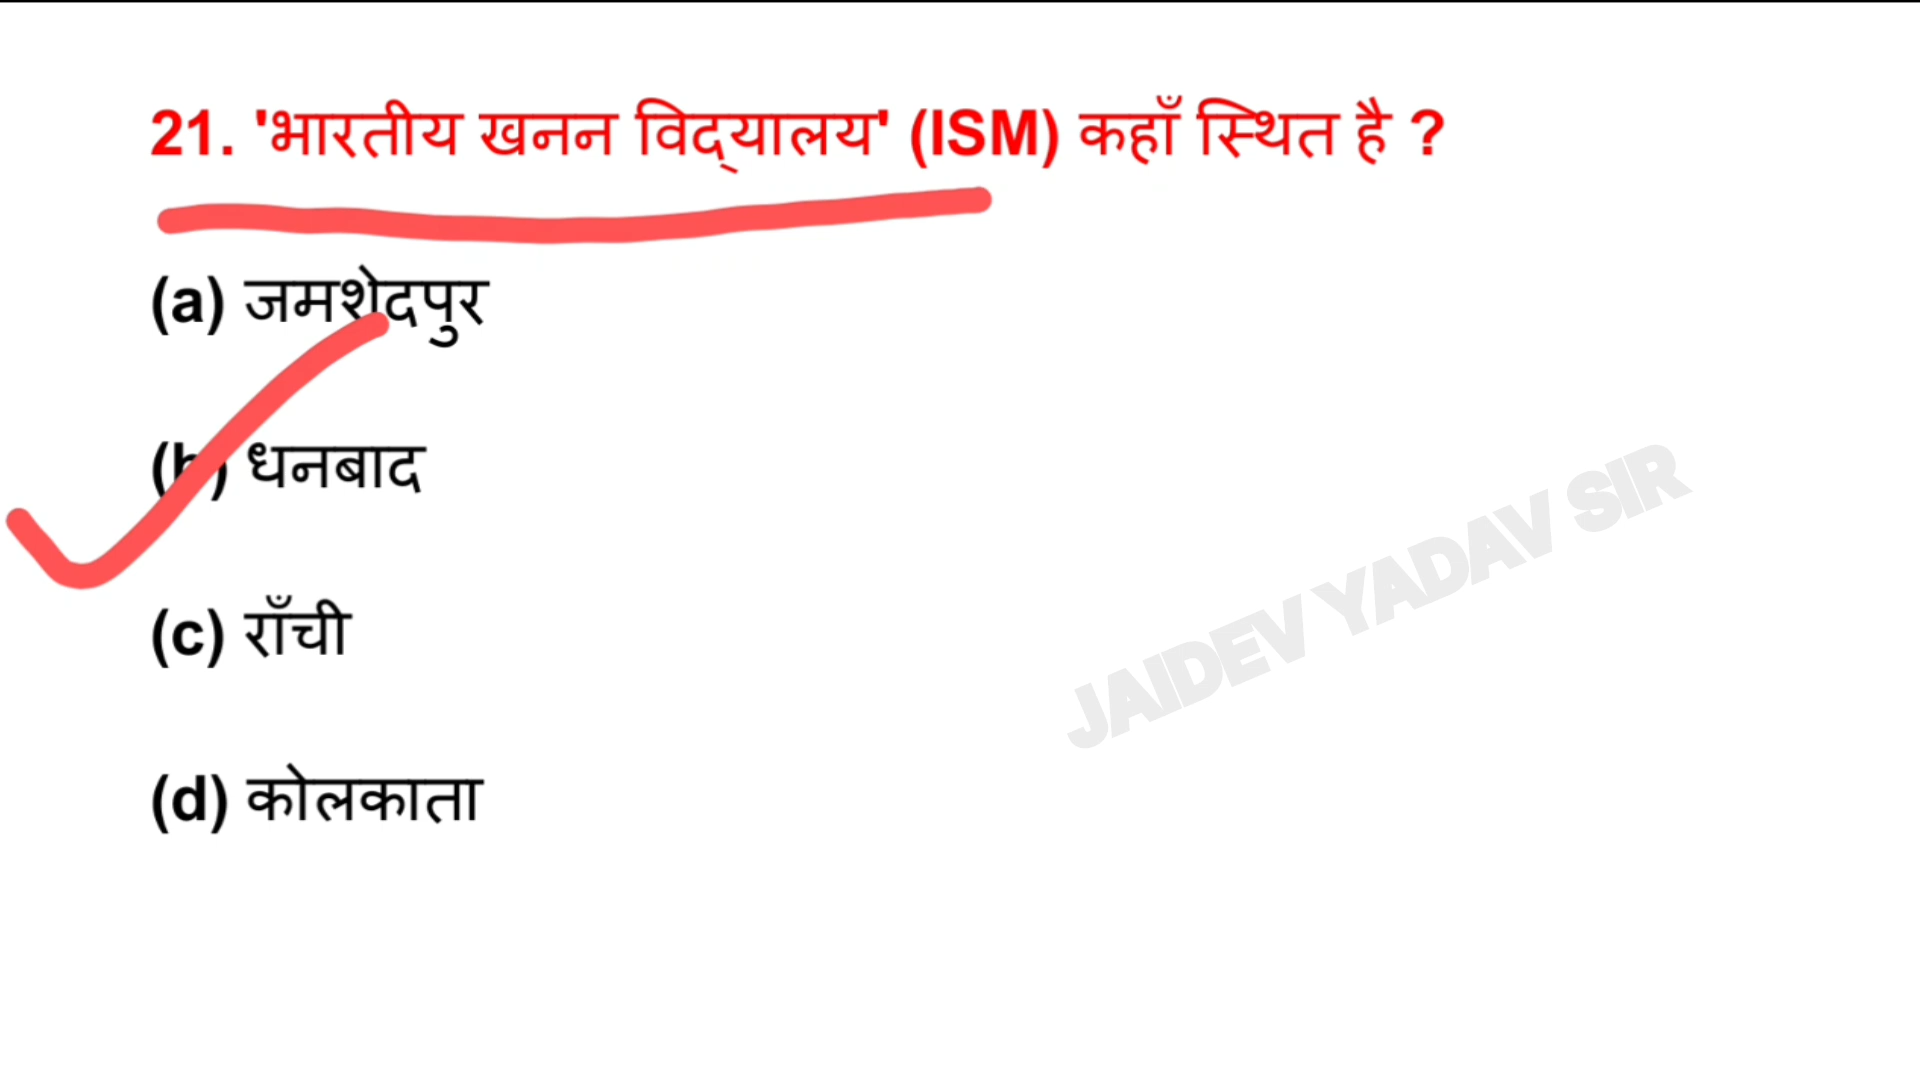 21. 'भारतीय खनन विद्‌यालय' (ISM) कहाँ स्थित है ?
(a) जमशेदपुर
(b) धनबाद
(c) राँची
(d) कोलकाता
JAIDEV YADAV SIR